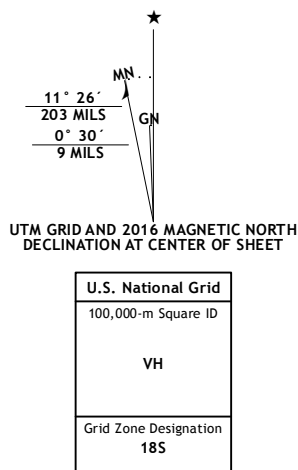 ★
MN
11° 26´
203 MILS
GN
0° 30´
9 MILS
UTM GRID AND 2016 MAGNETIC NORTH
DECLINATION AT CENTER OF SHEET
U.S. National Grid
100,000-m Square ID
VH
Grid Zone Designation
18S